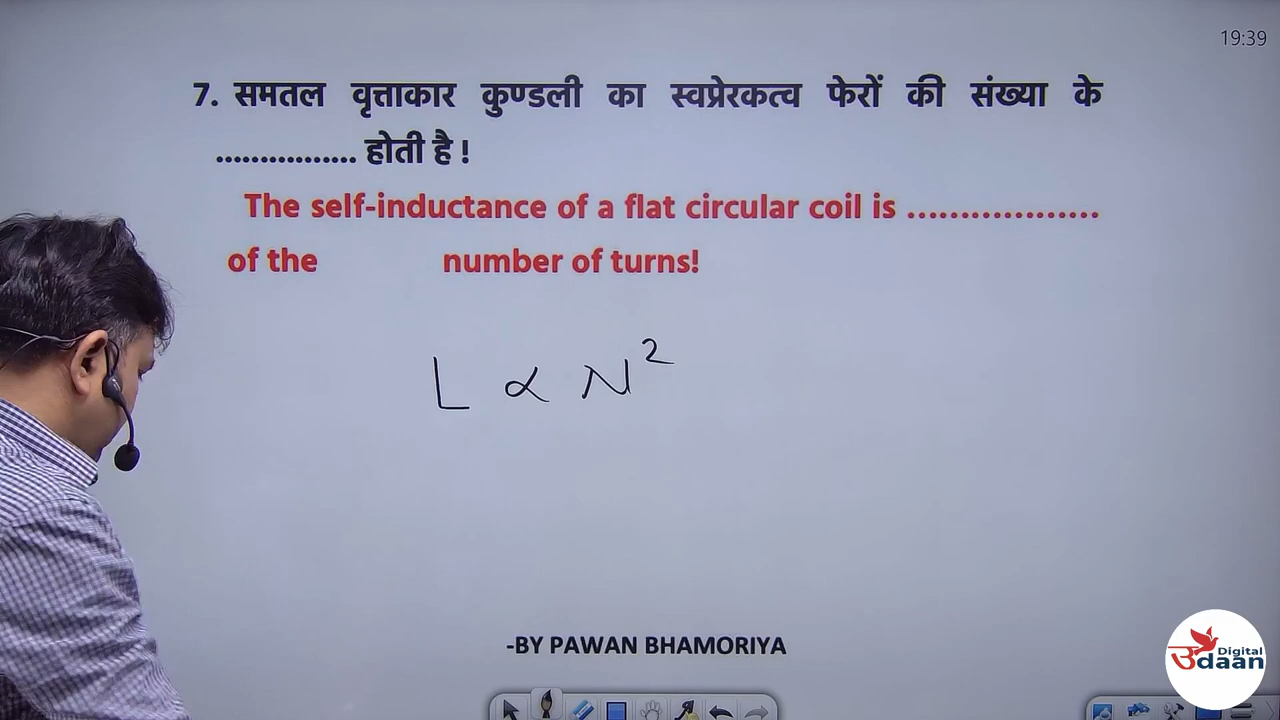 19:39
7. समतल वृत्ताकार कुण्डली का स्वप्रेरकत्व फेरों की संख्या के
................ होती है !
The self-inductance of a flat circular coil is ..................
of the number of turns!
L ∝ N²
-BY PAWAN BHAMORIYA
Digital
उdaan